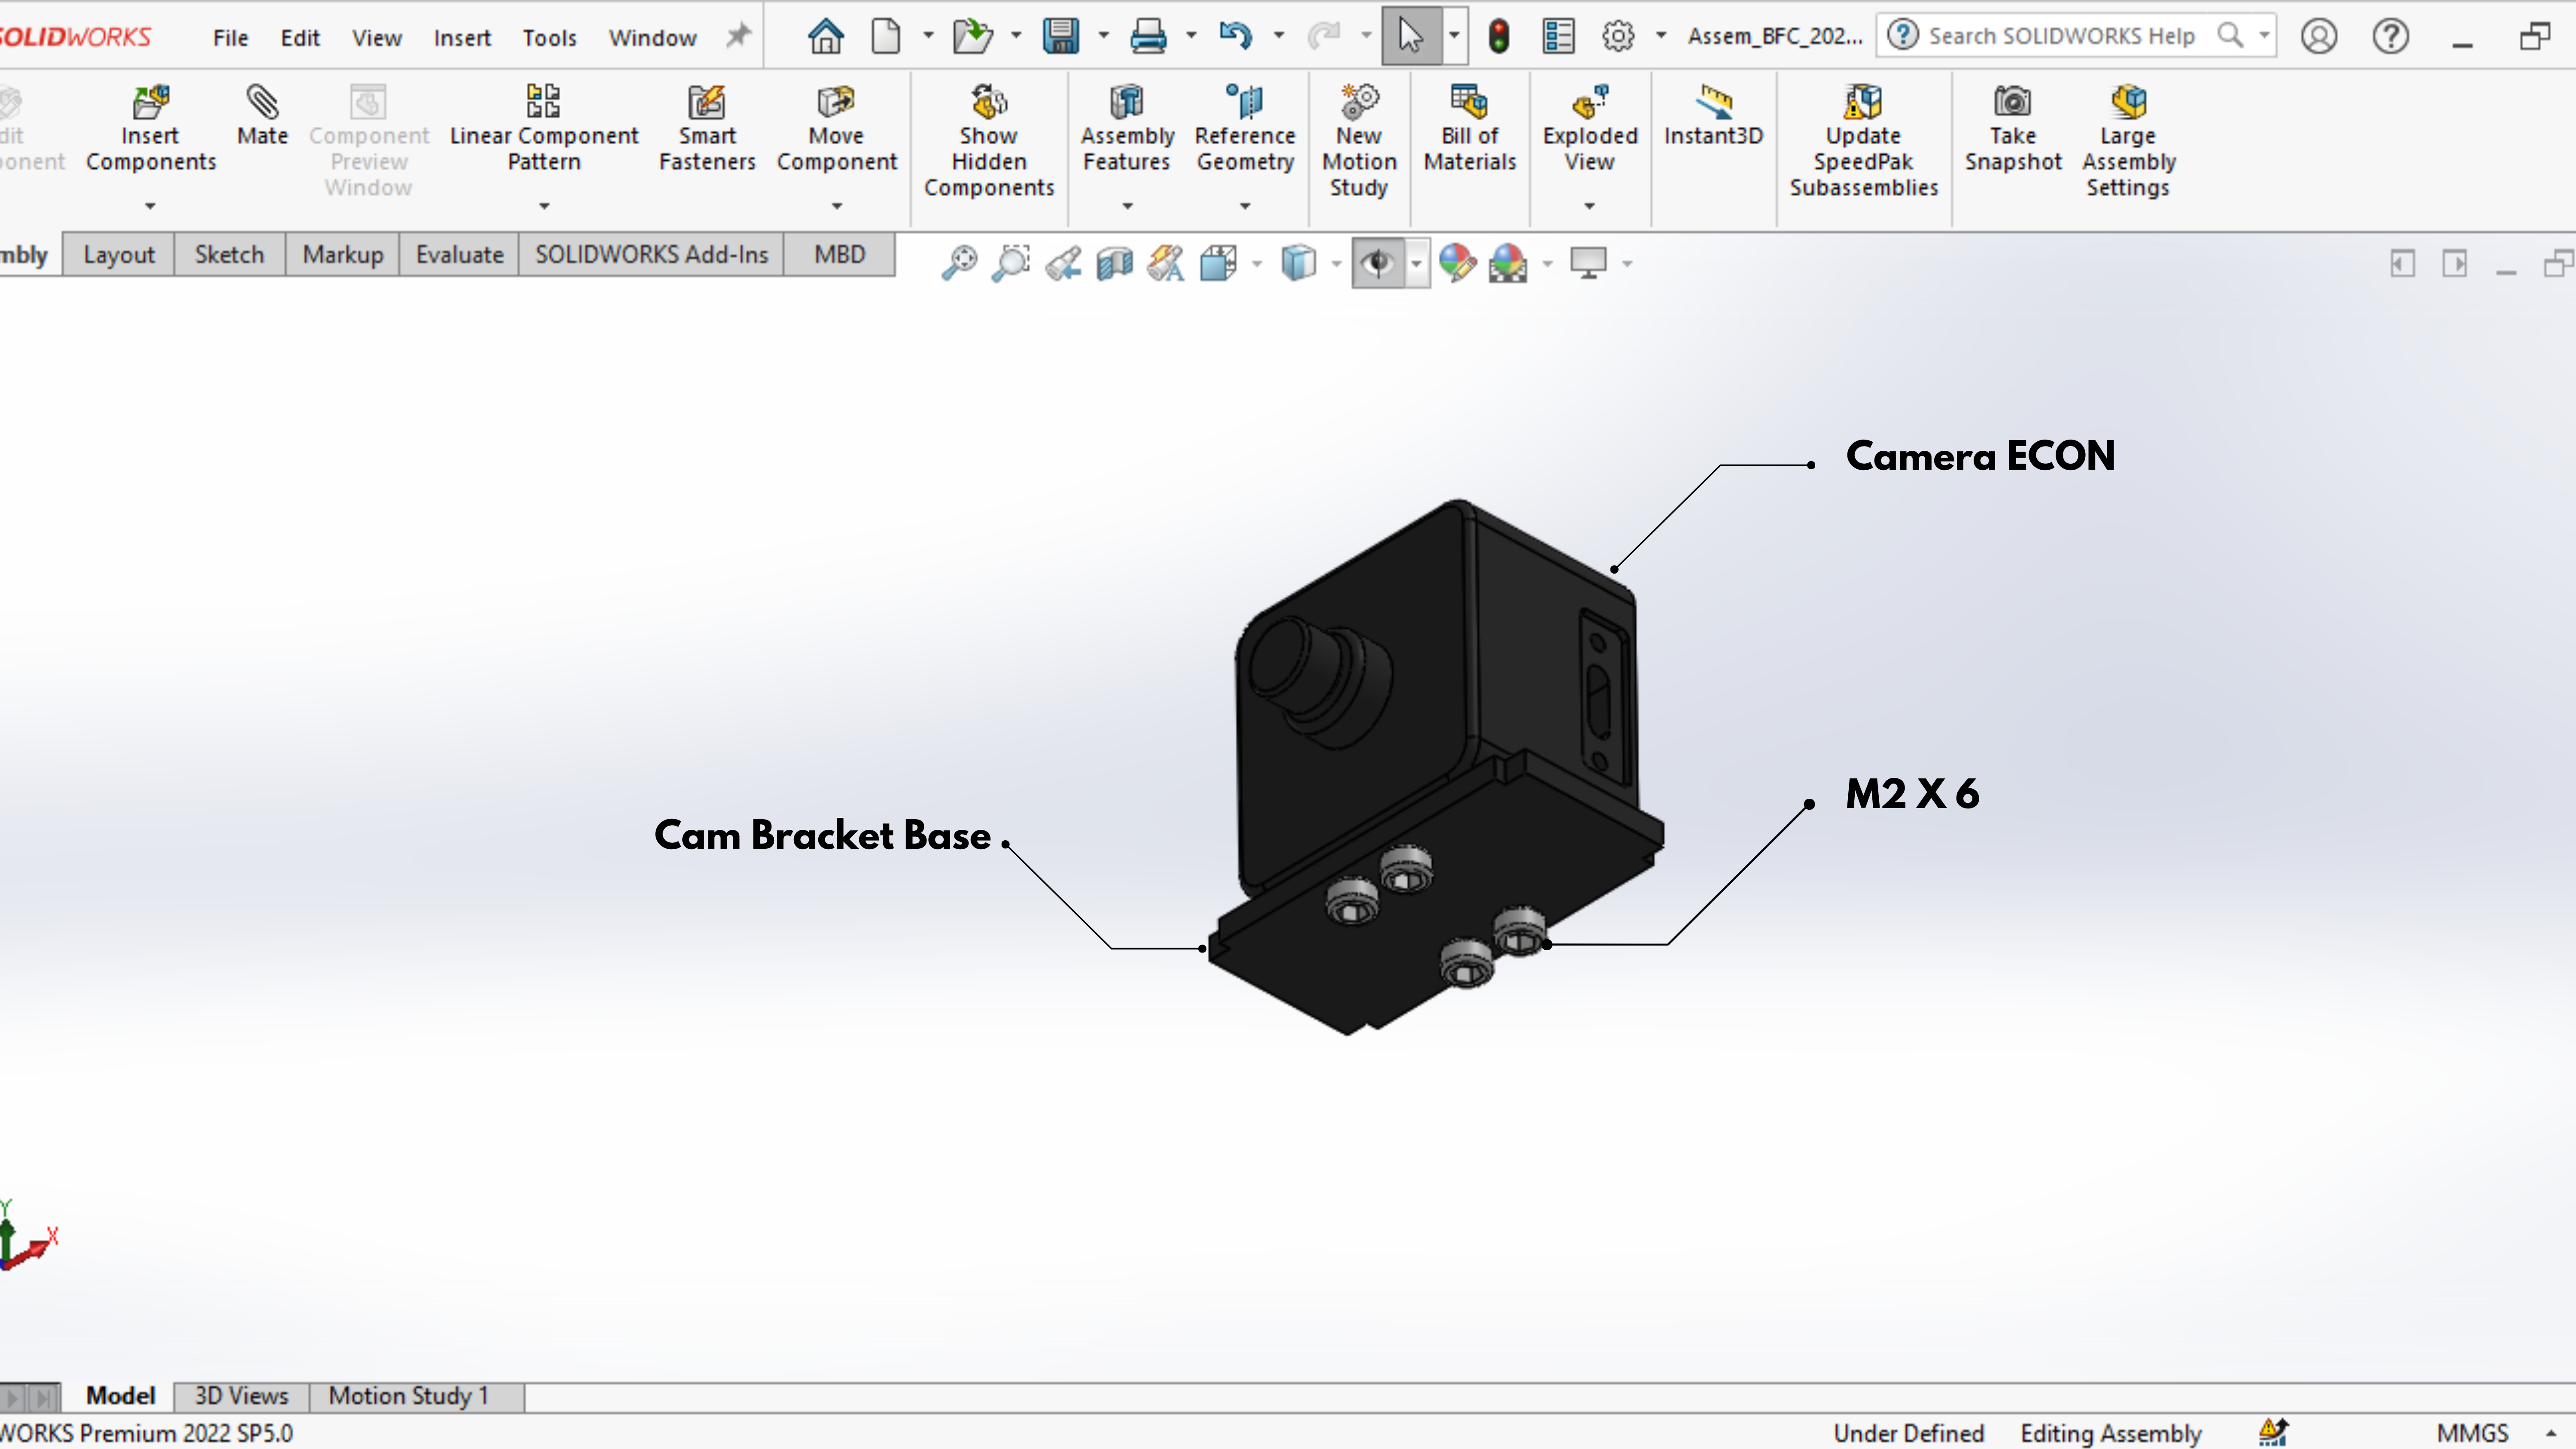 SOLIDWORKS File Edit View Insert Tools Window Assem_BFC_202... Search SOLIDWORKS Help
dit
onent
Insert
Components
Mate
Component
Preview
Window
Linear Component
Pattern
Smart
Fasteners
Move
Component
Show
Hidden
Components
Assembly
Features
Reference
Geometry
New
Motion
Study
Bill of
Materials
Exploded
View
Instant3D
Update
SpeedPak
Subassemblies
Take
Snapshot
Large
Assembly
Settings
mbly Layout Sketch Markup Evaluate SOLIDWORKS Add-Ins MBD
Camera ECON
M2 X 6
Cam Bracket Base
Y
X
Model 3D Views Motion Study 1
WORKS Premium 2022 SP5.0 Under Defined Editing Assembly MMGS